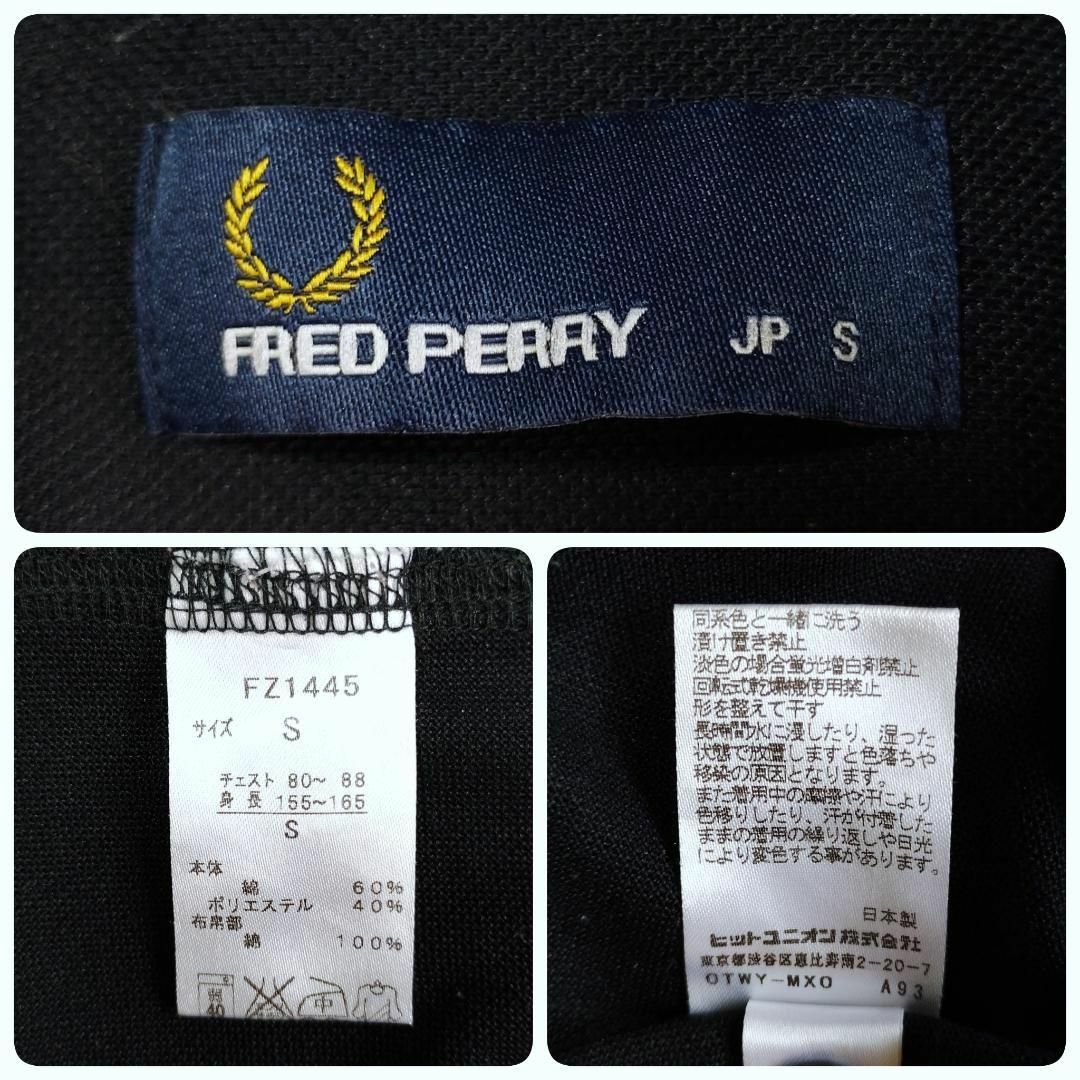 FRED PERRY JP S
FZ1445
サイズ S
チェスト 80～ 88
身長 155～165
S
本体
綿 60%
ポリエステル 40%
布帛部
綿 100%
中
同系色と一緒に洗う
漬け置き禁止
淡色の場合蛍光増白剤禁止
回転式乾燥機使用禁止
形を整えて干す
長時間水に浸したり、湿った
状態で放置しますと色落ちや
移染の原因となります。
また着用中の摩擦や汗により
色移りしたり、汗が付着した
ままの着用の繰り返しや日光
により変色する事があります。
日本製
ヒットユニオン株式会社
東京都渋谷区恵比寿南2-20-7
OTWY-MXO A93